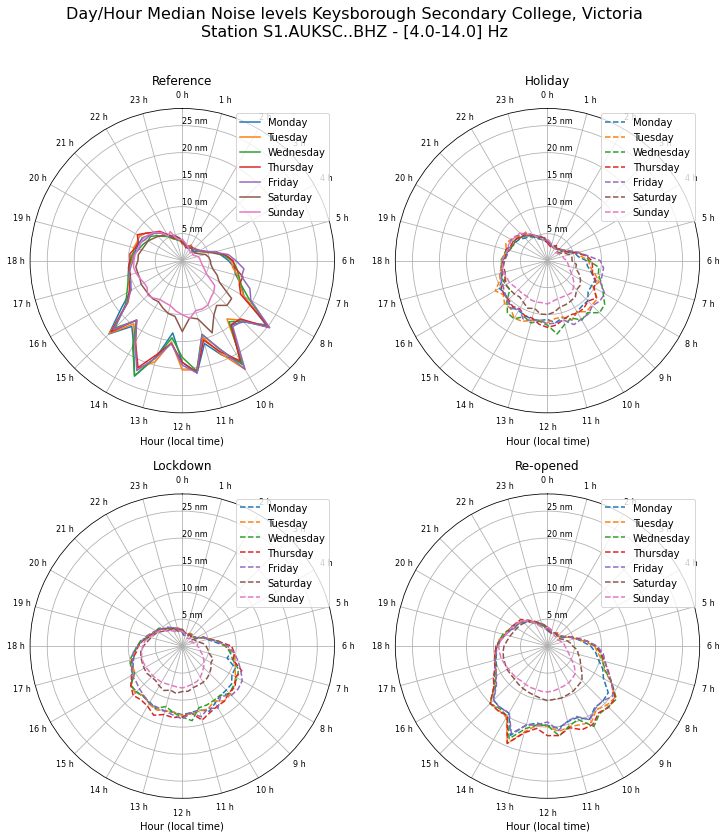 Day/Hour Median Noise levels Keysborough Secondary College, Victoria
Station S1.AUKSC..BHZ - [4.0-14.0] Hz
Reference
0 h
1 h
5 h
6 h
7 h
8 h
9 h
10 h
11 h
12 h
13 h
14 h
15 h
16 h
17 h
18 h
19 h
20 h
21 h
22 h
23 h
25 nm
20 nm
15 nm
10 nm
5 nm
Monday
Tuesday
Wednesday
Thursday
Friday
Saturday
Sunday
Hour (local time)
Holiday
0 h
1 h
4 h
5 h
6 h
7 h
8 h
9 h
10 h
11 h
12 h
13 h
14 h
15 h
16 h
17 h
18 h
19 h
20 h
21 h
22 h
23 h
25 nm
20 nm
15 nm
10 nm
5 nm
Monday
Tuesday
Wednesday
Thursday
Friday
Saturday
Sunday
Hour (local time)
Lockdown
0 h
1 h
5 h
6 h
7 h
8 h
9 h
10 h
11 h
12 h
13 h
14 h
15 h
16 h
17 h
18 h
19 h
20 h
21 h
22 h
23 h
25 nm
20 nm
15 nm
10 nm
5 nm
Monday
Tuesday
Wednesday
Thursday
Friday
Saturday
Sunday
Hour (local time)
Re-opened
0 h
1 h
4 h
5 h
6 h
7 h
8 h
9 h
10 h
11 h
12 h
13 h
14 h
15 h
16 h
17 h
18 h
19 h
20 h
21 h
22 h
23 h
25 nm
20 nm
15 nm
10 nm
5 nm
Monday
Tuesday
Wednesday
Thursday
Friday
Saturday
Sunday
Hour (local time)